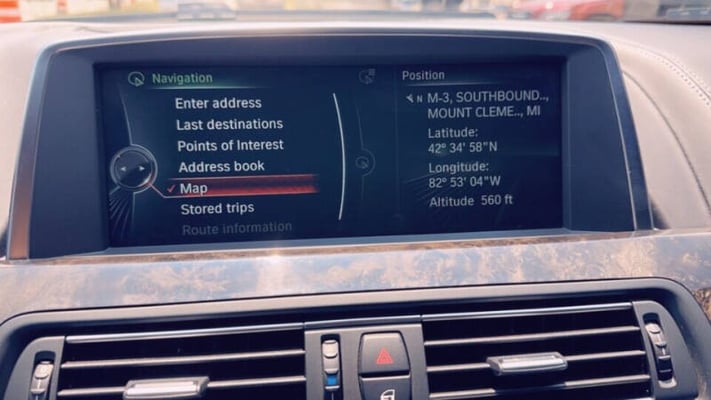 Navigation
Enter address
Last destinations
Points of Interest
Address book
Map
Stored trips
Route information
Position
N M-3, SOUTHBOUND..,
MOUNT CLEME.., MI
Latitude:
42° 34' 58"N
Longitude:
82° 53' 04"W
Altitude 560 ft